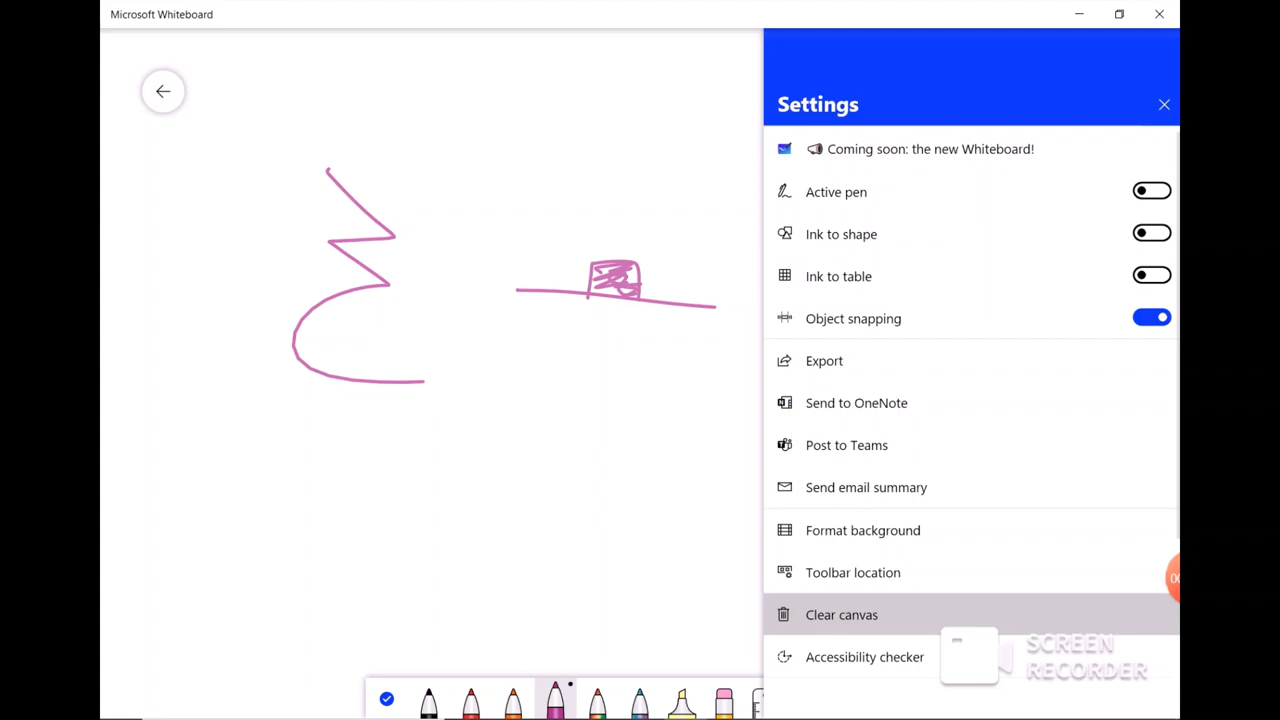 Microsoft Whiteboard
Settings
Coming soon: the new Whiteboard!
Active pen
Ink to shape
Ink to table
Object snapping
Export
Send to OneNote
Post to Teams
Send email summary
Format background
Toolbar location
Clear canvas
Accessibility checker
SCREEN
RECORDER